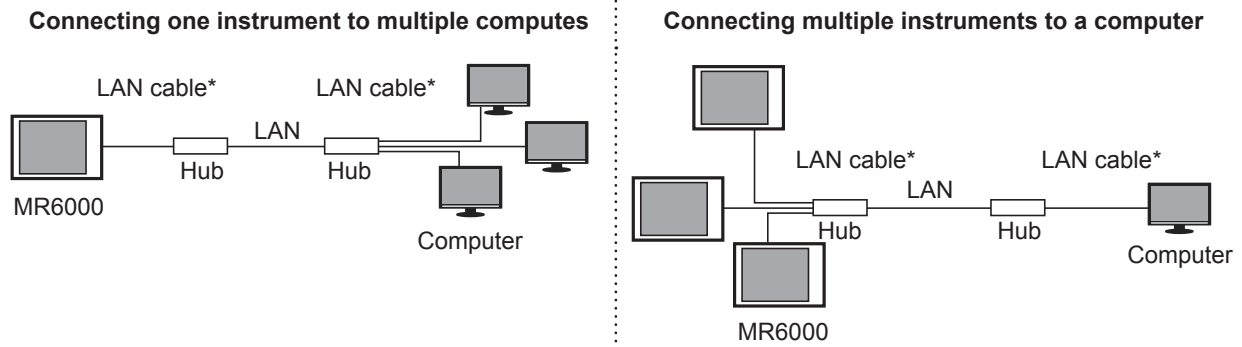 Connecting one instrument to multiple computes
LAN cable*
LAN cable*
LAN
Hub
Hub
MR6000
Computer
Connecting multiple instruments to a computer
LAN cable*
LAN cable*
LAN
Hub
Hub
Computer
MR6000